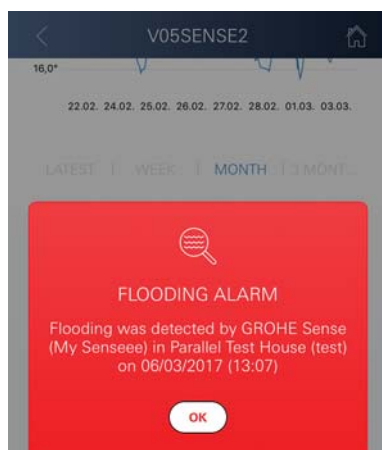 V05SENSE2
16,0°
22.02. 24.02. 25.02. 26.02. 27.02. 28.02. 01.03. 03.03.
LATEST | WEEK | MONTH | 3 MONT...
FLOODING ALARM
Flooding was detected by GROHE Sense
(My Senseee) in Parallel Test House (test)
on 06/03/2017 (13:07)
OK